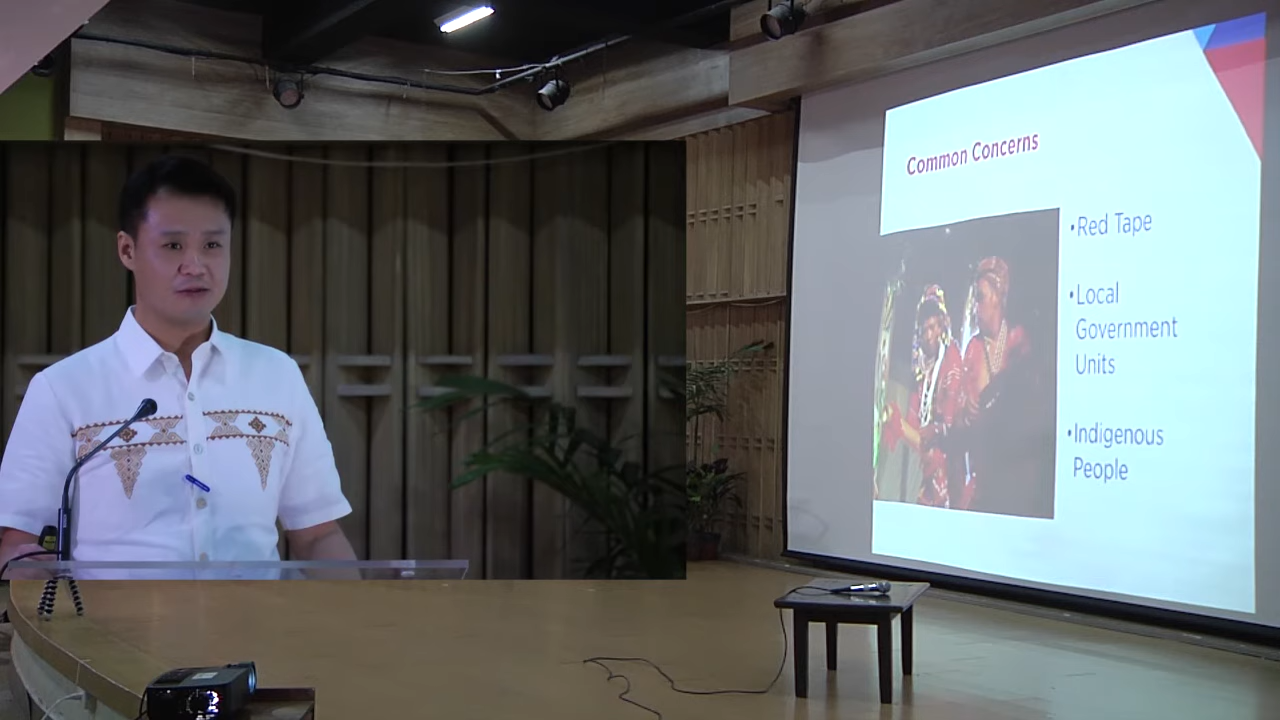 Common Concerns
•Red Tape
•Local
Government
Units
•Indigenous
People